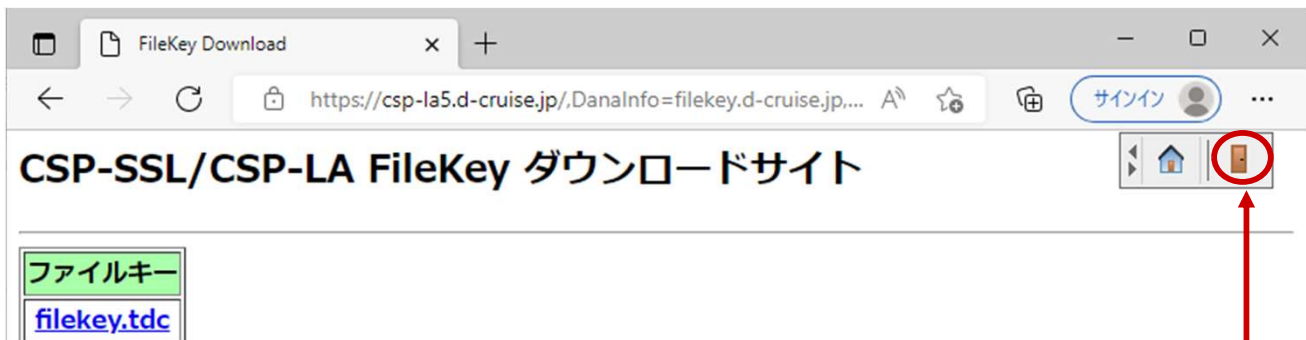 FileKey Download
https://csp-la5.d-cruise.jp/,DanaInfo=filekey.d-cruise.jp,...
サインイン
CSP-SSL/CSP-LA FileKey ダウンロードサイト
ファイルキー
filekey.tdc